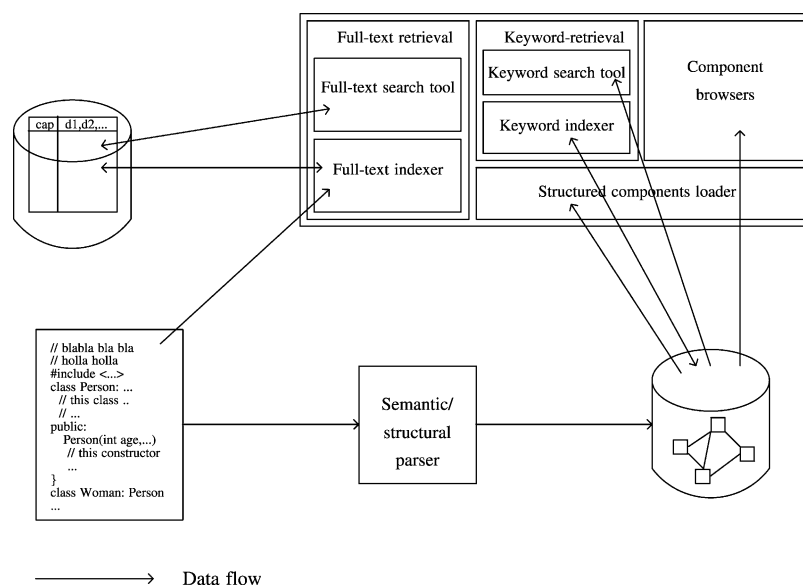 Full-text retrieval
Keyword-retrieval
Full-text search tool
Keyword search tool
Component
browsers
cap d1,d2,...
Keyword indexer
Full-text indexer
Structured components loader
// blabla bla bla
// holla holla
#include <...>
class Person: ...
// this class ..
// ...
public:
Person(int age,...)
// this constructor
...
}
class Woman: Person
...
Semantic/
structural
parser
Data flow